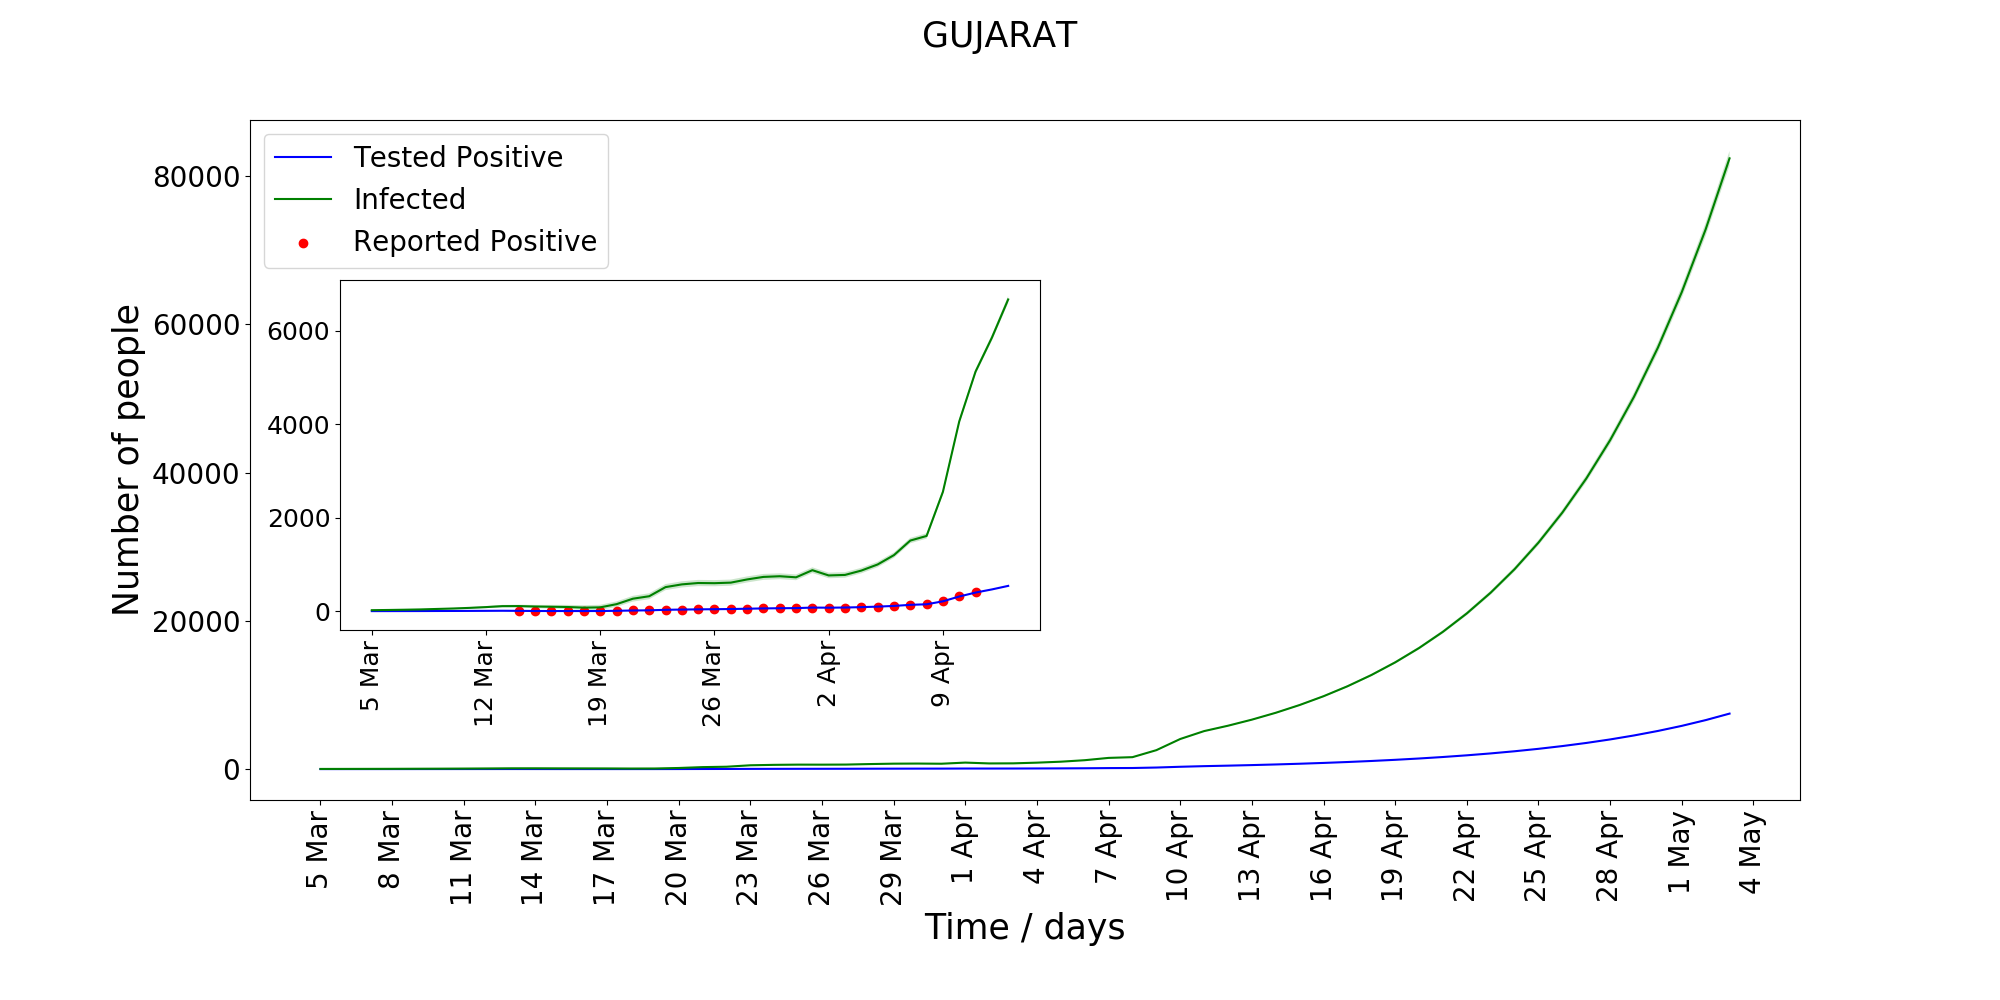 GUJARAT
Tested Positive
Infected
Reported Positive
Number of people
80000
60000
40000
20000
0
6000
4000
2000
0
5 Mar
12 Mar
19 Mar
26 Mar
2 Apr
9 Apr
5 Mar
8 Mar
11 Mar
14 Mar
17 Mar
20 Mar
23 Mar
26 Mar
29 Mar
1 Apr
4 Apr
7 Apr
10 Apr
13 Apr
16 Apr
19 Apr
22 Apr
25 Apr
28 Apr
1 May
4 May
Time / days